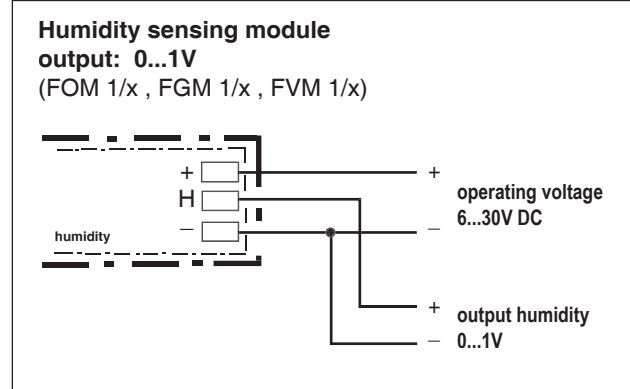 Humidity sensing module
output: 0...1V
(FOM 1/x , FGM 1/x , FVM 1/x)
+
+
operating voltage
H
6...30V DC
–
–
humidity
+
output humidity
–
0...1V